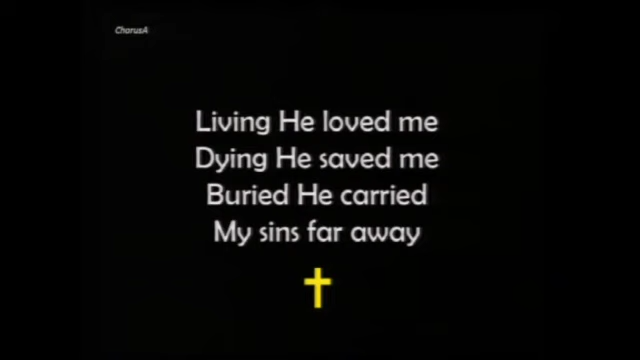 ChorusA
Living He loved me
Dying He saved me
Buried He carried
My sins far away